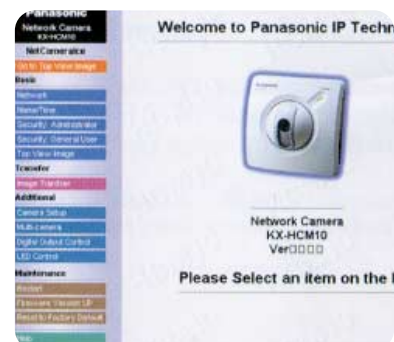 Panasonic
Network Camera
KX-HCM10
Go to Top View Image
Basic
Network
Name/Time
Security: Administrator
Security: General User
Top View Image
Transfer
Image Transfer
Additional
Camera Setup
Multi-camera
Digital Output Control
LED Control
Maintenance
Restart
Firmware Version UP
Reset to Factory Default
Help
Welcome to Panasonic IP Techn
Network Camera
KX-HCM10
Ver□□□□
Please Select an item on the l